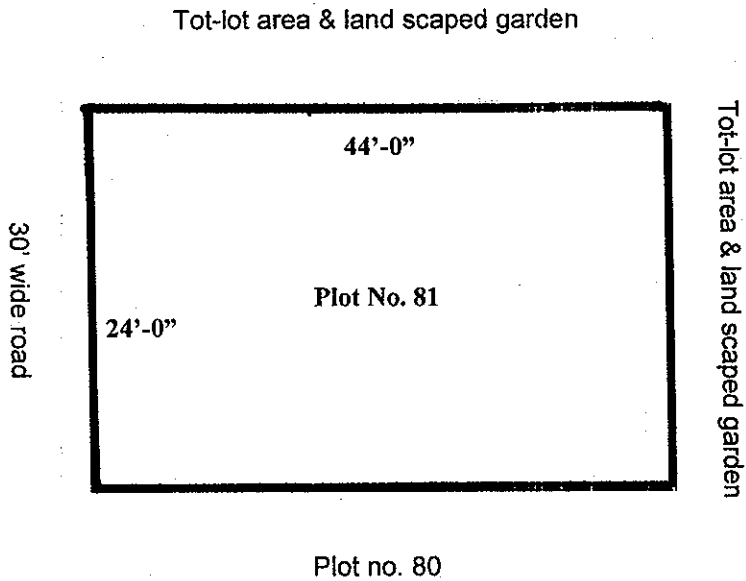 Tot-lot area & land scaped garden
44'-0”
Tot-lot area & land scaped garden
30' wide road
Plot No. 81
24’-0”
Plot no. 80